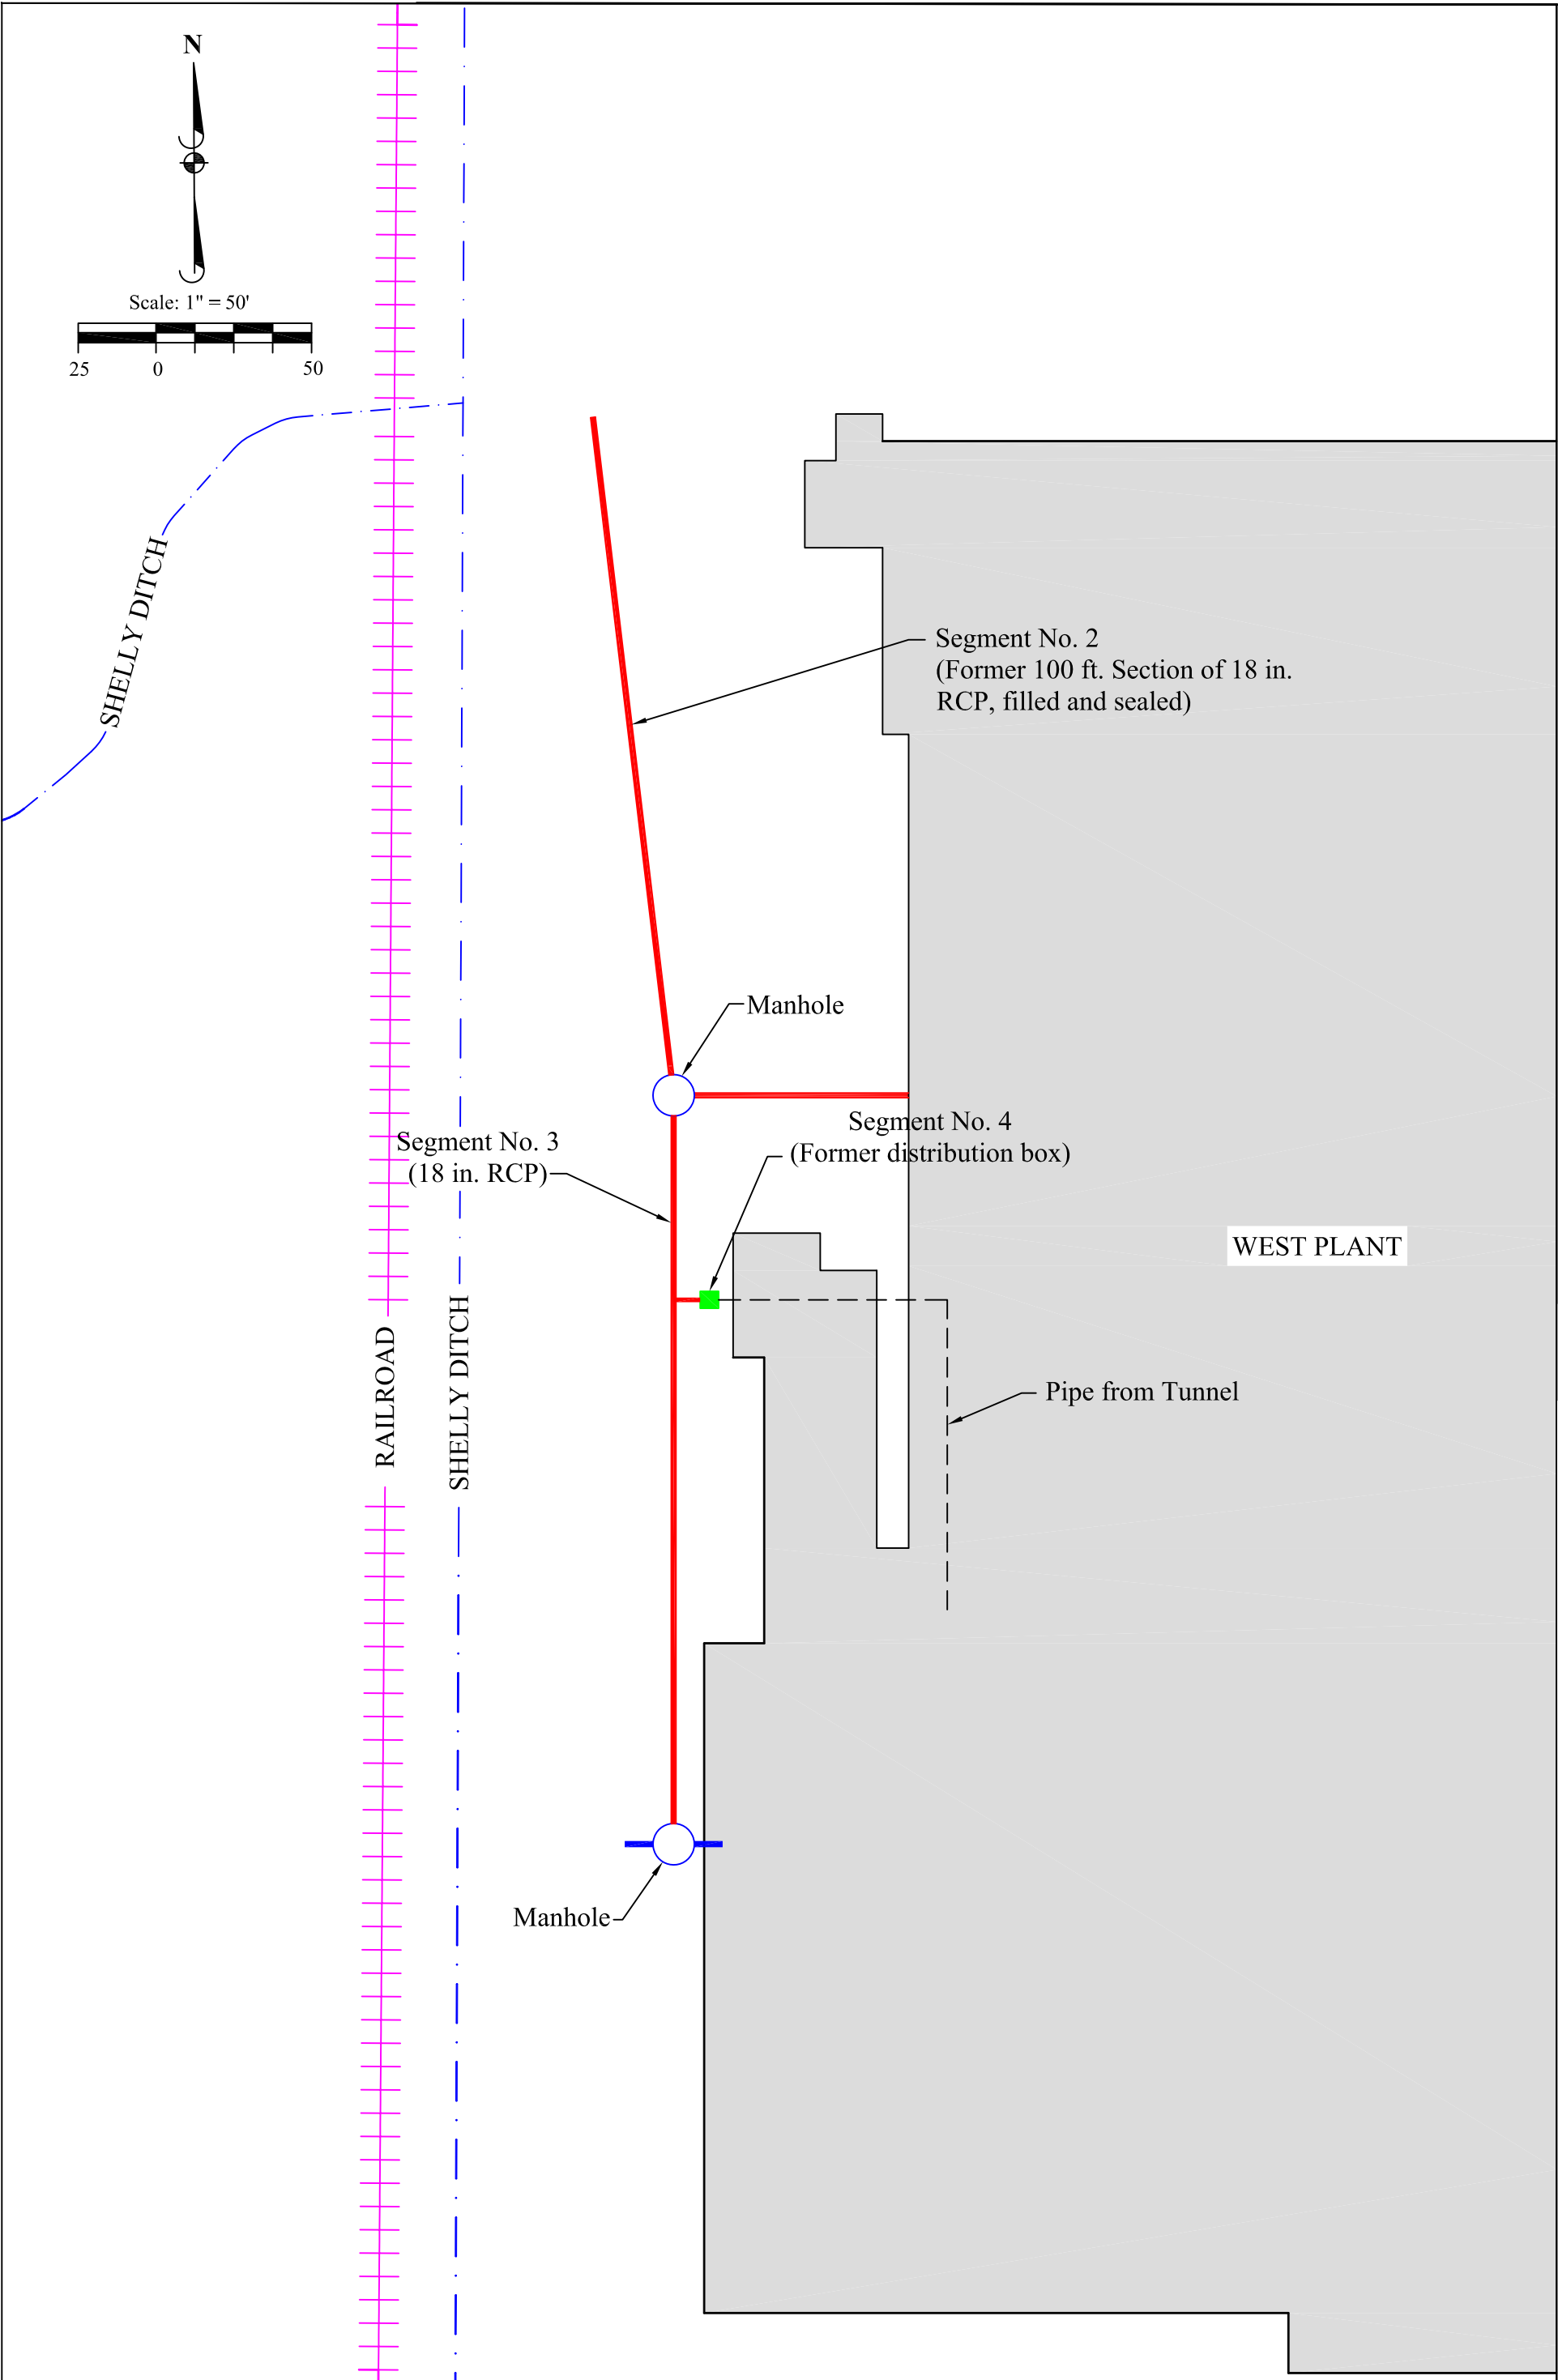 N
Scale: 1" = 50'
25 0 50
SHELLY DITCH
Segment No. 2
(Former 100 ft. Section of 18 in.
RCP, filled and sealed)
Manhole
Segment No. 3
(18 in. RCP)
Segment No. 4
(Former distribution box)
WEST PLANT
RAILROAD
SHELLY DITCH
Pipe from Tunnel
Manhole